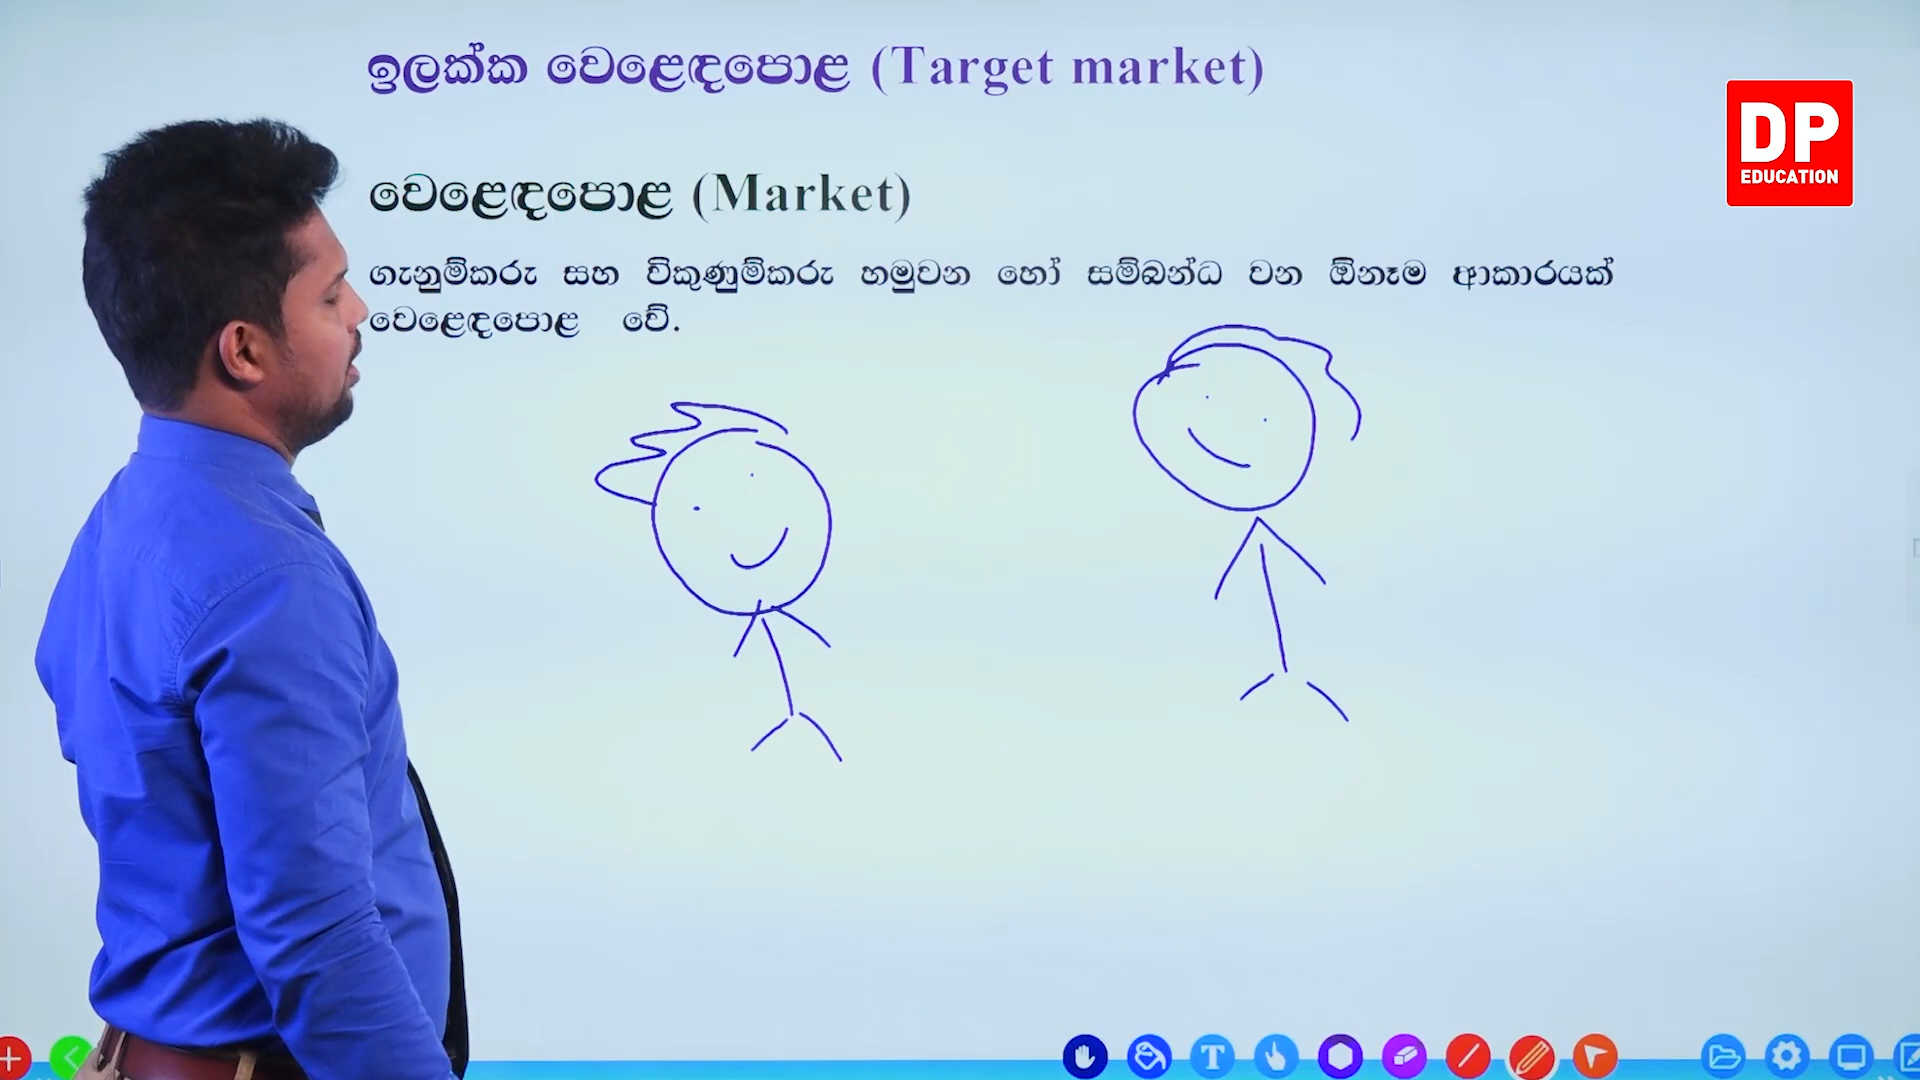 ඉලක්ක වෙළෙඳපොළ (Target market)
DP
EDUCATION
වෙළෙඳපොළ (Market)
ගැනුම්කරු සහ විකුණුම්කරු හමුවන හෝ සම්බන්ධ වන ඕනෑම ආකාරයක්
වෙළෙඳපොළ වේ.